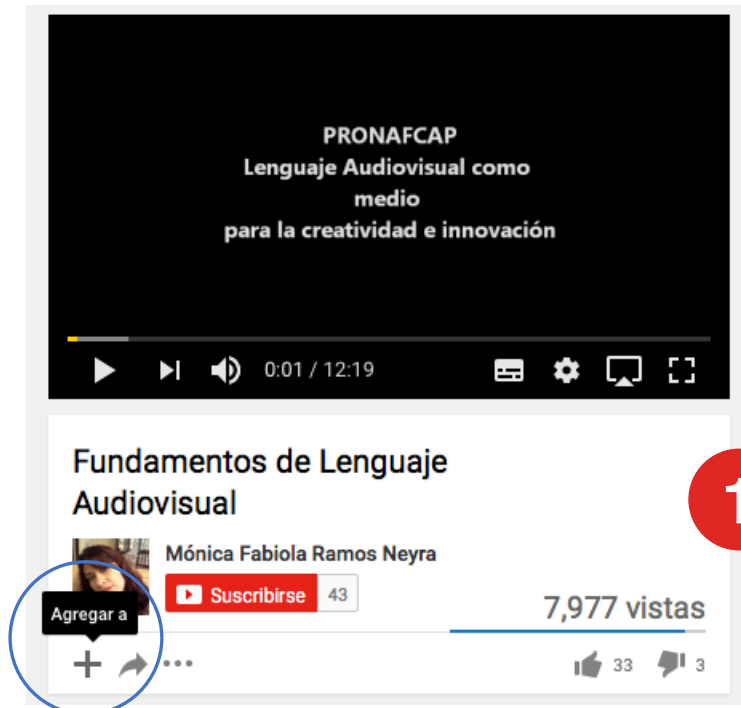 PRONAFCAP
Lenguaje Audiovisual como
medio
para la creatividad e innovación
0:01 / 12:19
Fundamentos de Lenguaje
Audiovisual
1
Mónica Fabiola Ramos Neyra
Suscribirse 43
7,977 vistas
Agregar a
33 3